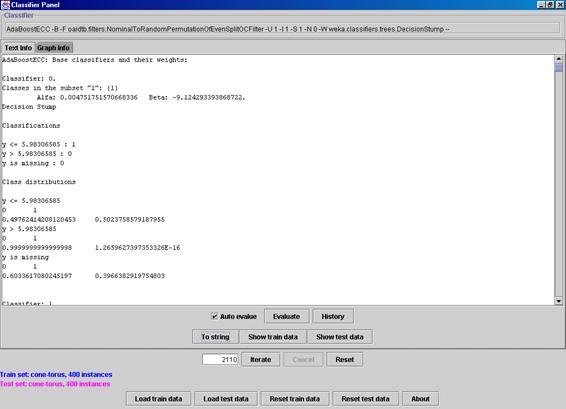 Classifier Panel
Classifier
AdaBoostECC -B -F oaidtb.filters.NominalToRandomPermutationOfEvenSplitOCFilter -U 1 -I 1 -S 1 -N 0 -W weka.classifiers.trees.DecisionStump --
Text Info Graph Info
AdaBoostECC: Base classifiers and their weights:
Classifier: 0.
Classes in the subset "1": {1}
Alfa: 0.004751751570668336 Beta: -9.124293393868722.
Decision Stump
Classifications
y <= 5.98306585 : 1
y > 5.98306585 : 0
y is missing : 0
Class distributions
y <= 5.98306585
0 1
0.49762414208120453 0.5023758579187955
y > 5.98306585
0 1
0.9999999999999998 1.2659627397353326E-16
y is missing
0 1
0.6033617080245197 0.3966382919754803
Classifier: 1
Auto evalue Evaluate History
To string Show train data Show test data
2110 Iterate Cancel Reset
Train set: cone-torus, 400 instances
Test set: cone-torus, 400 instances
Load train data Load test data Reset train data Reset test data About